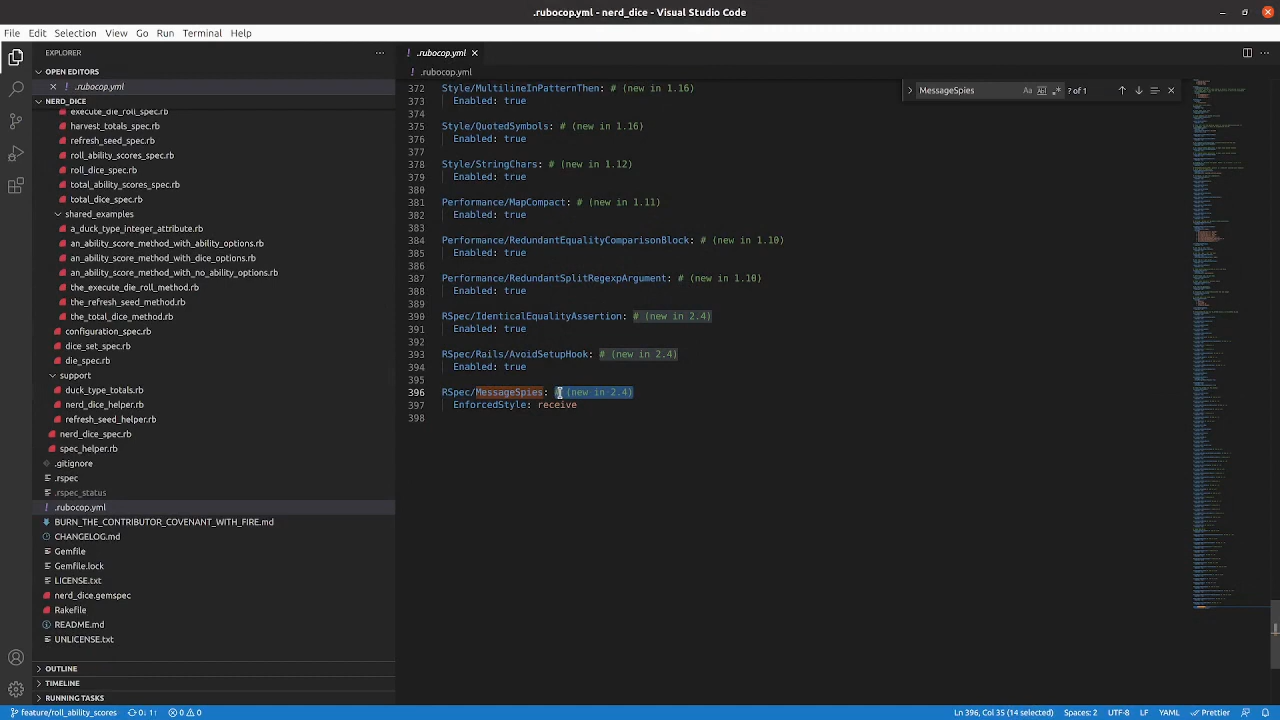 .rubocop.yml - nerd_dice - Visual Studio Code
File Edit Selection View Go Run Terminal Help
EXPLORER
OPEN EDITORS
.rubocop.yml
NERD_DICE
execute_die_roll_spec.rb
harvest_totals_spec.rb
refresh_seed_spec.rb
roll_ability_scores_spec.rb
roll_dice_spec.rb
total_ability_scores_spec.rb
total_dice_spec.rb
shared_examples
a_duck_type_instance.rb
an_ability_score_method_with_ability_options.rb
an_ability_score_method_with_dice_options.rb
an_ability_score_method_with_no_ability_options.rb
the_execute_die_roll_method.rb
the_refresh_seed_method.rb
the_total_dice_method.rb
configuration_spec.rb
dice_set_spec.rb
die_spec.rb
support
duck_type_totals.rb
nerd_dice_helper.rb
refresh_seed_helper.rb
nerd_dice_spec.rb
spec_helper.rb
.gitignore
.rspec
.rspec_status
.rubocop.yml
BURN_THE_CONTRIBUTOR_COVENANT_WITH_FIRE.md
CHANGELOG.md
Gemfile
Gemfile.lock
LICENSE.txt
nerd_dice.gemspec
Rakefile
README.md
UNLICENSE.txt
OUTLINE
TIMELINE
RUNNING TASKS
.rubocop.yml
.rubocop.yml
MessageSpies Aa Ab ? of 1
372 Style/MultilineInPatternThen: # (new in 1.16)
373 Enabled: true
374
375 Style/QuotedSymbols: # (new in 1.16)
376 Enabled: true
377
378 Style/StringChars: # (new in 1.12)
379 Enabled: true
380
381 Performance/MapCompact: # (new in 1.11)
382 Enabled: true
383
384 Performance/RedundantEqualityComparisonBlock: # (new in 1.10)
385 Enabled: true
386
387 Performance/RedundantSplitRegexpArgument: # (new in 1.10)
388 Enabled: true
389
390 RSpec/IdenticalEqualityAssertion: # (new in 2.4)
391 Enabled: true
392
393 RSpec/Rails/AvoidSetupHook: # (new in
394 Enabled: true
395
396 RSpec/MessageSpies: # (new in 2.4)
397 EnforcedStyle: receive
398
feature/roll_ability_scores 0↓ 1↑ 0 0 Ln 396, Col 35 (14 selected) Spaces: 2 UTF-8 LF YAML Prettier